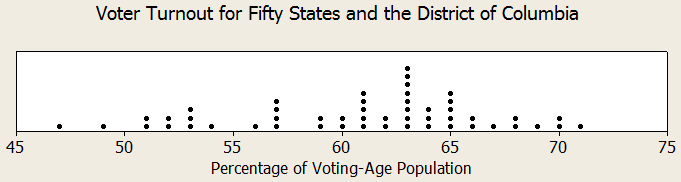 Voter Turnout for Fifty States and the District of Columbia
45 50 55 60 65 70 75
Percentage of Voting-Age Population